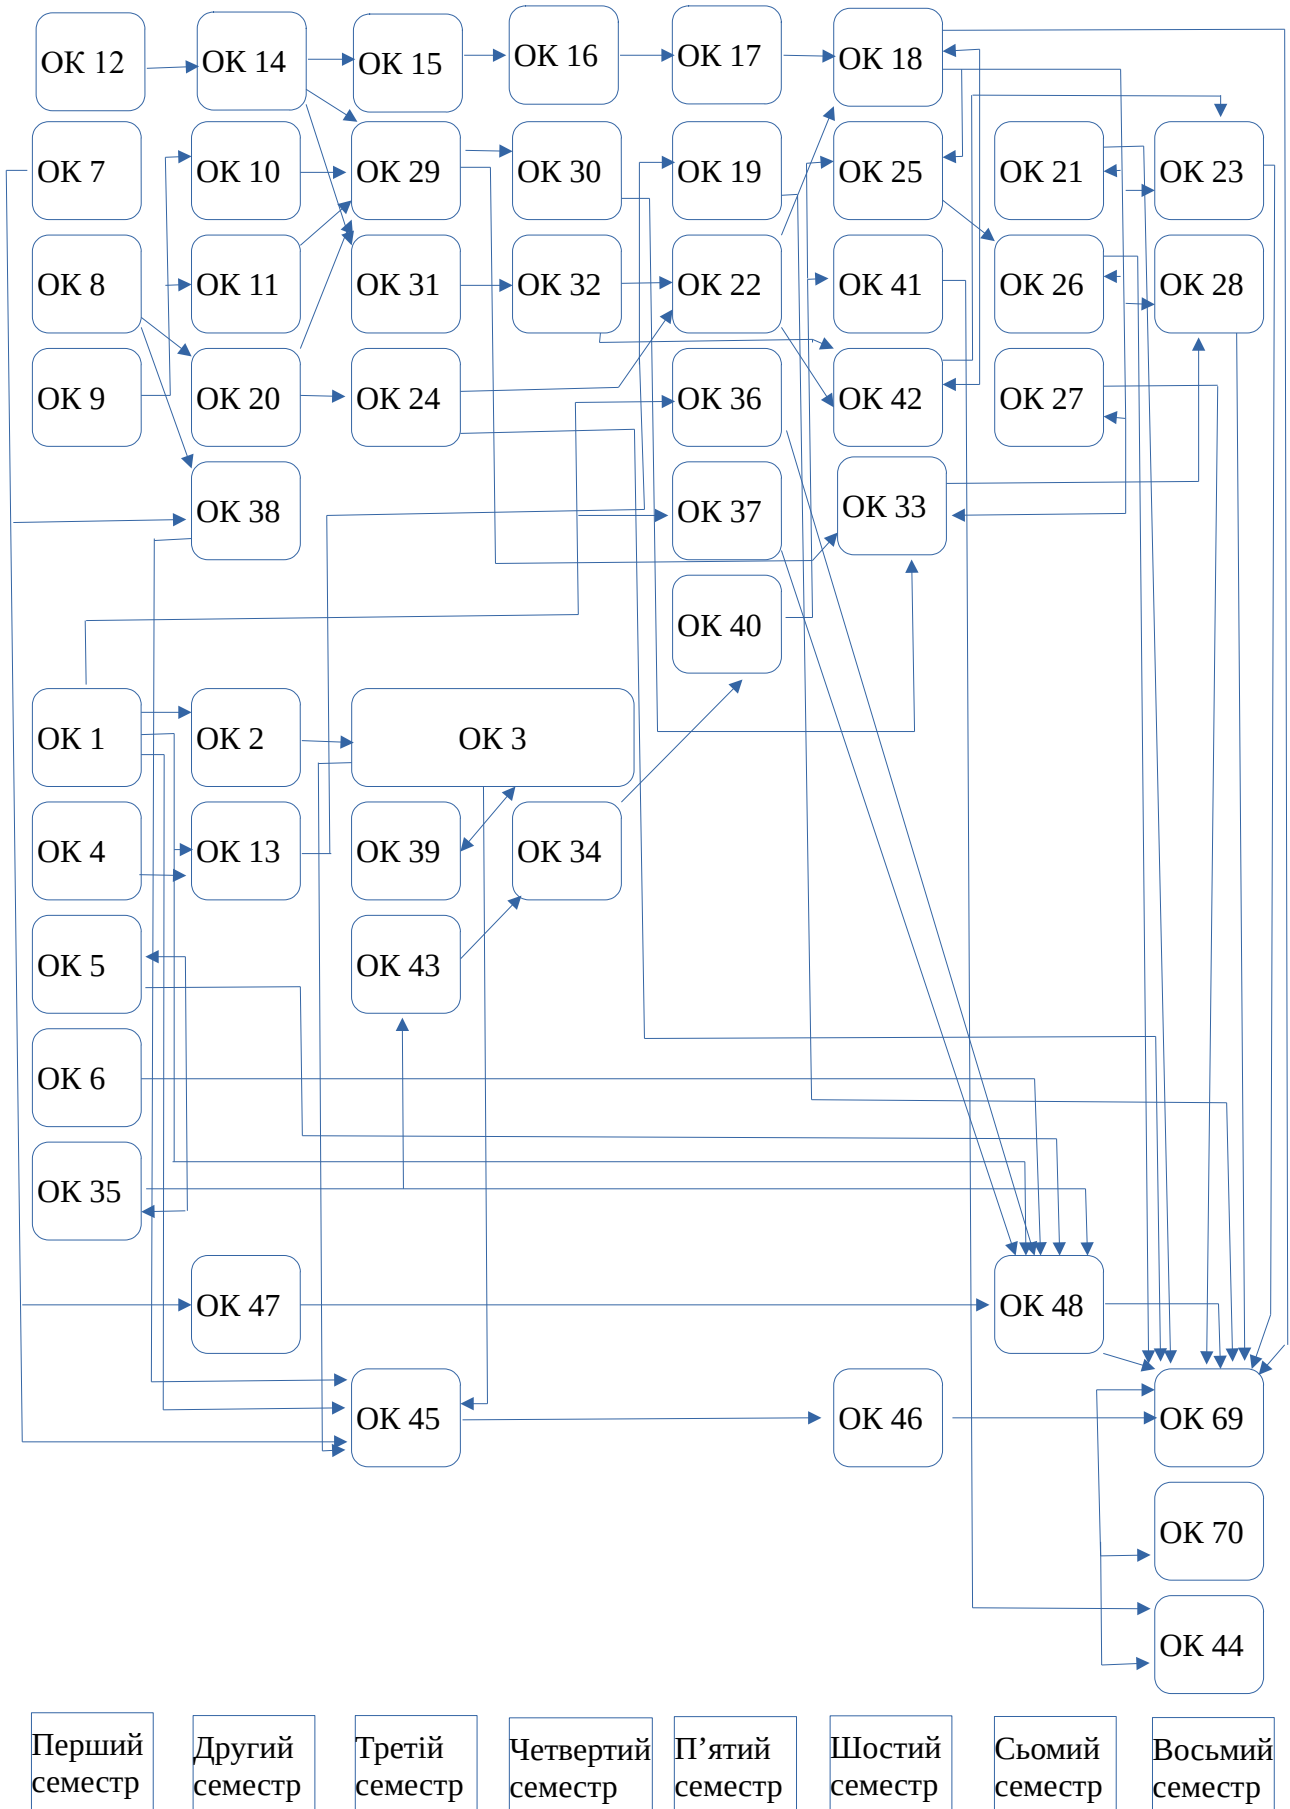 ОК 12
ОК 14
ОК 15
ОК 16
ОК 17
ОК 18
ОК 7
ОК 10
ОК 29
ОК 30
ОК 19
ОК 25
ОК 21
ОК 23
ОК 8
ОК 11
ОК 31
ОК 32
ОК 22
ОК 41
ОК 26
ОК 28
ОК 9
ОК 20
ОК 24
ОК 36
ОК 42
ОК 27
ОК 38
ОК 37
ОК 33
ОК 40
ОК 1
ОК 2
ОК 3
ОК 4
ОК 13
ОК 39
ОК 34
ОК 5
ОК 43
ОК 6
ОК 35
ОК 47
ОК 48
ОК 45
ОК 46
ОК 69
ОК 70
ОК 44
Перший
семестр
Другий
семестр
Третій
семестр
Четвертий
семестр
П’ятий
семестр
Шостий
семестр
Сьомий
семестр
Восьмий
семестр